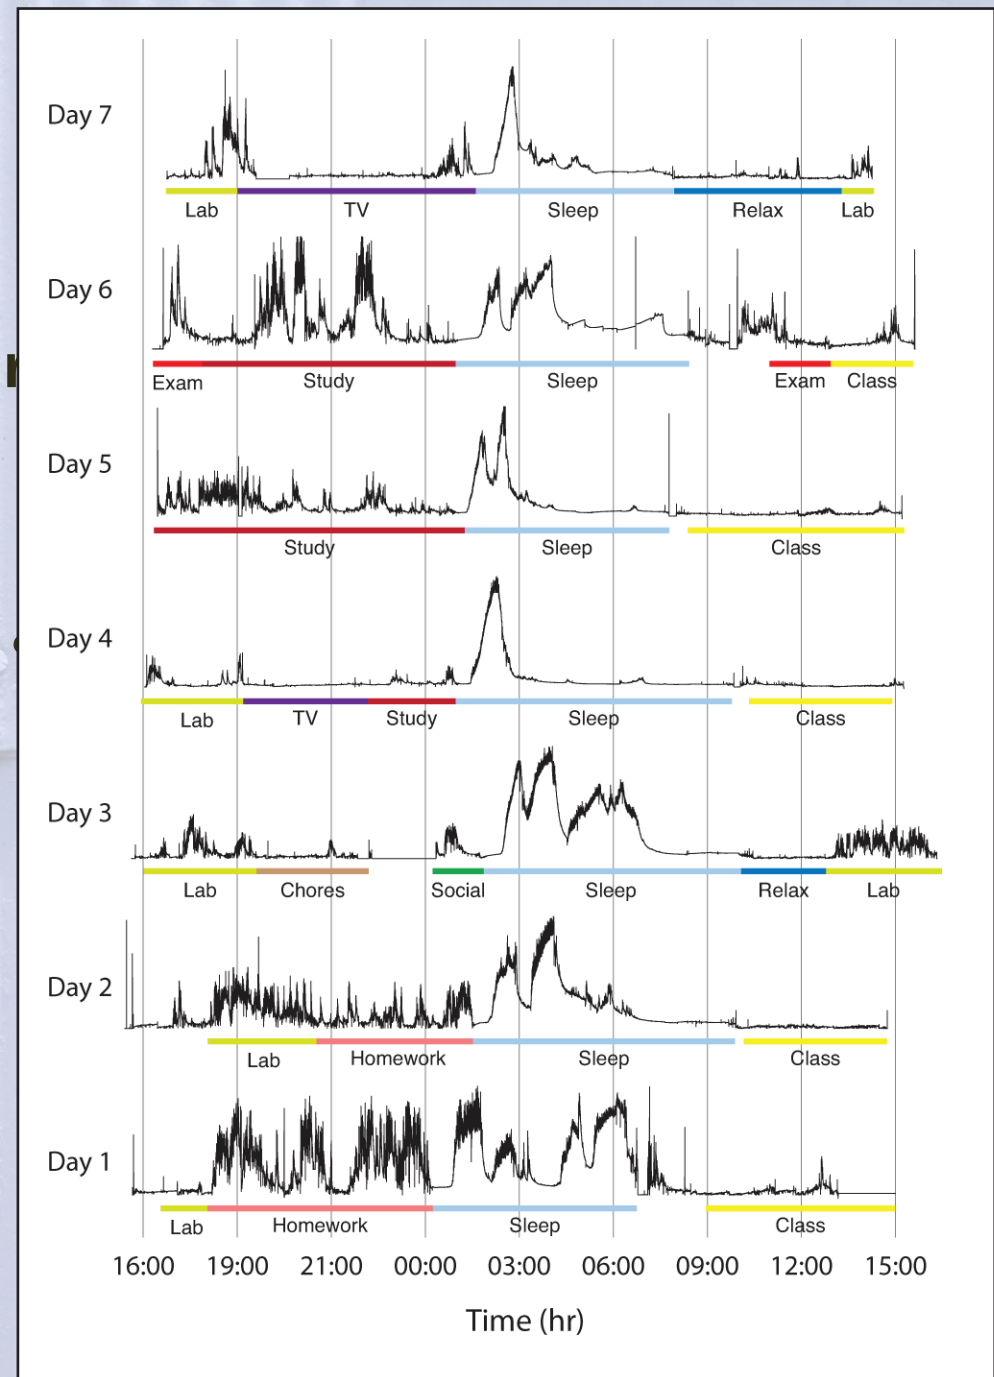 Day 7
Lab TV Sleep Relax Lab
Day 6
Exam Study Sleep Exam Class
Day 5
Study Sleep Class
Day 4
Lab TV Study Sleep Class
Day 3
Lab Chores Social Sleep Relax Lab
Day 2
Lab Homework Sleep Class
Day 1
Lab Homework Sleep Class
16:00 19:00 21:00 00:00 03:00 06:00 09:00 12:00 15:00
Time (hr)